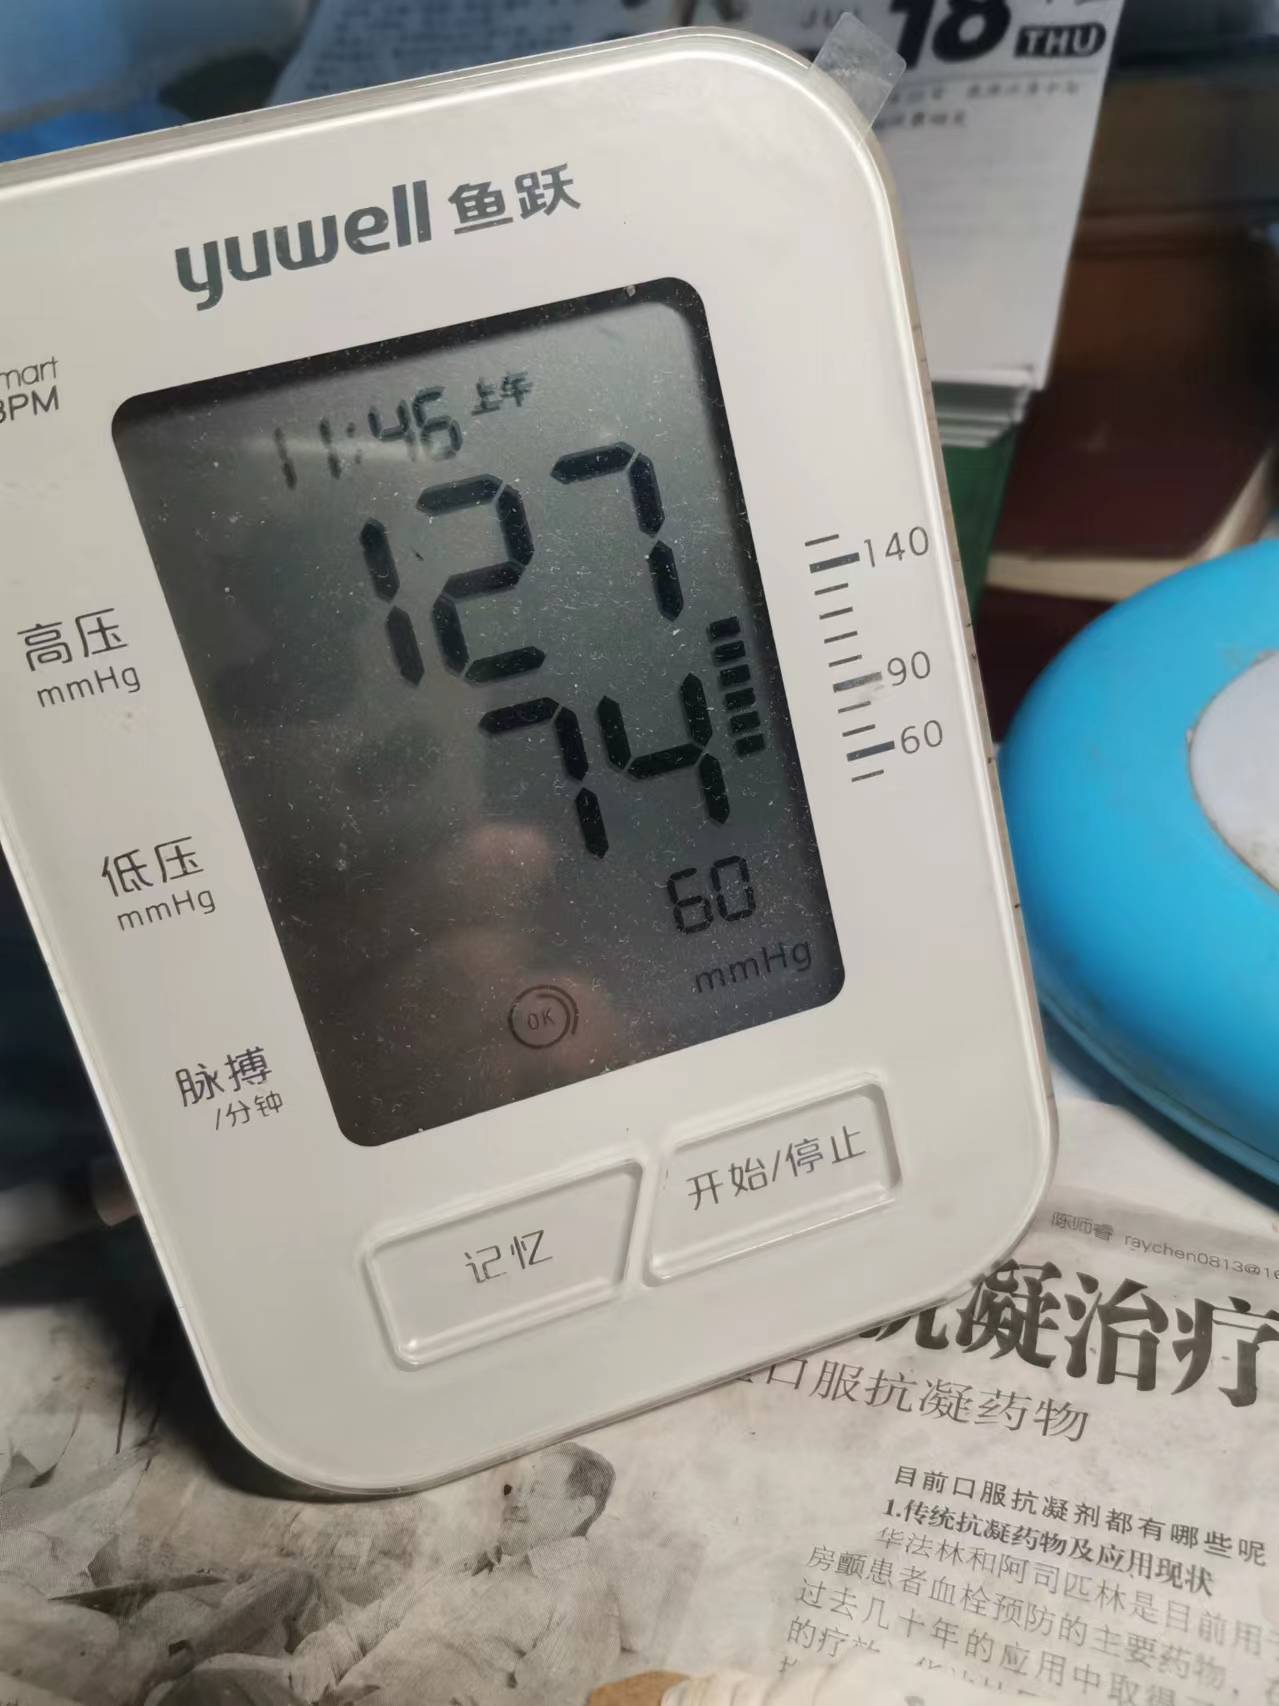 18
THU
yuwell 鱼跃
mart
BPM
11:46 上午
高压
mmHg
127
140
90
60
低压
mmHg
74
脉搏
/分钟
60
mmHg
OK
记忆
开始/停止
陈师睿 raychen0813@16
凝治疗
口服抗凝药物
目前口服抗凝剂都有哪些呢
1.传统抗凝药物及应用现状
华法林和阿司匹林是目前用
房颤患者血栓预防的主要药物,
过去几十年的应用中取得
的疗